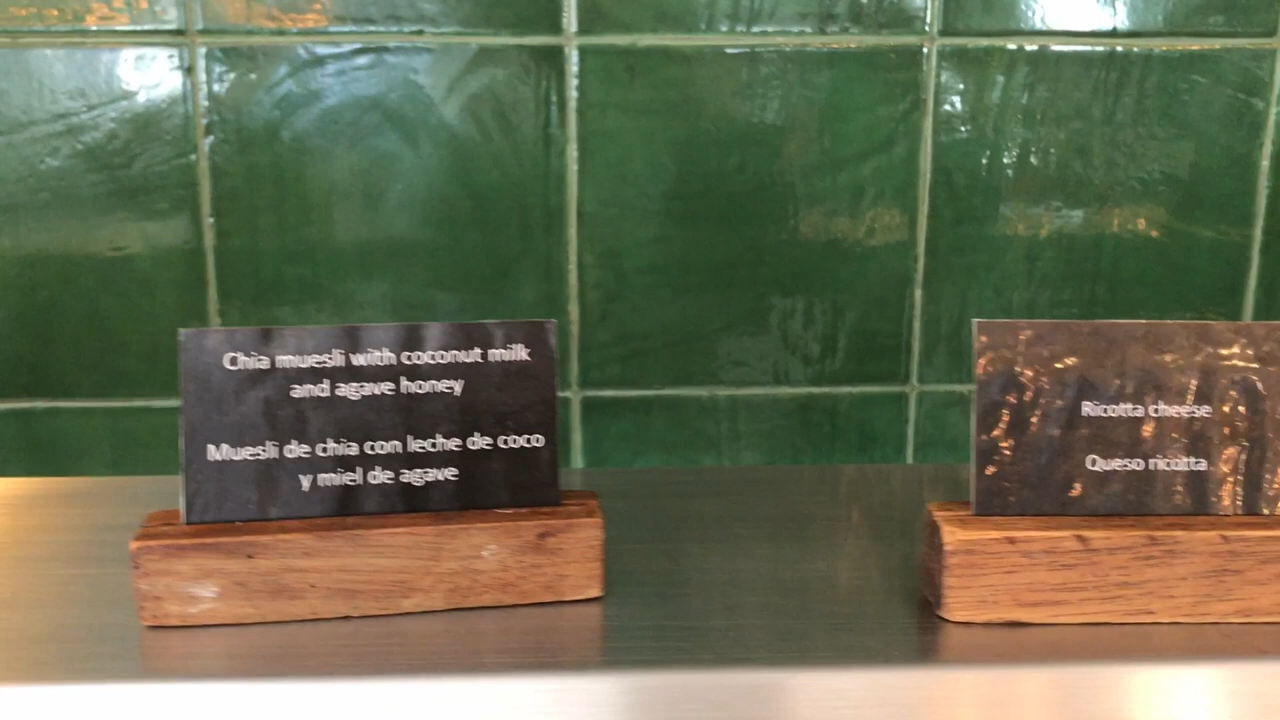 Chia muesli with coconut milk
and agave honey
Muesli de chia con leche de coco
y miel de agave
Ricotta cheese
Queso ricotta